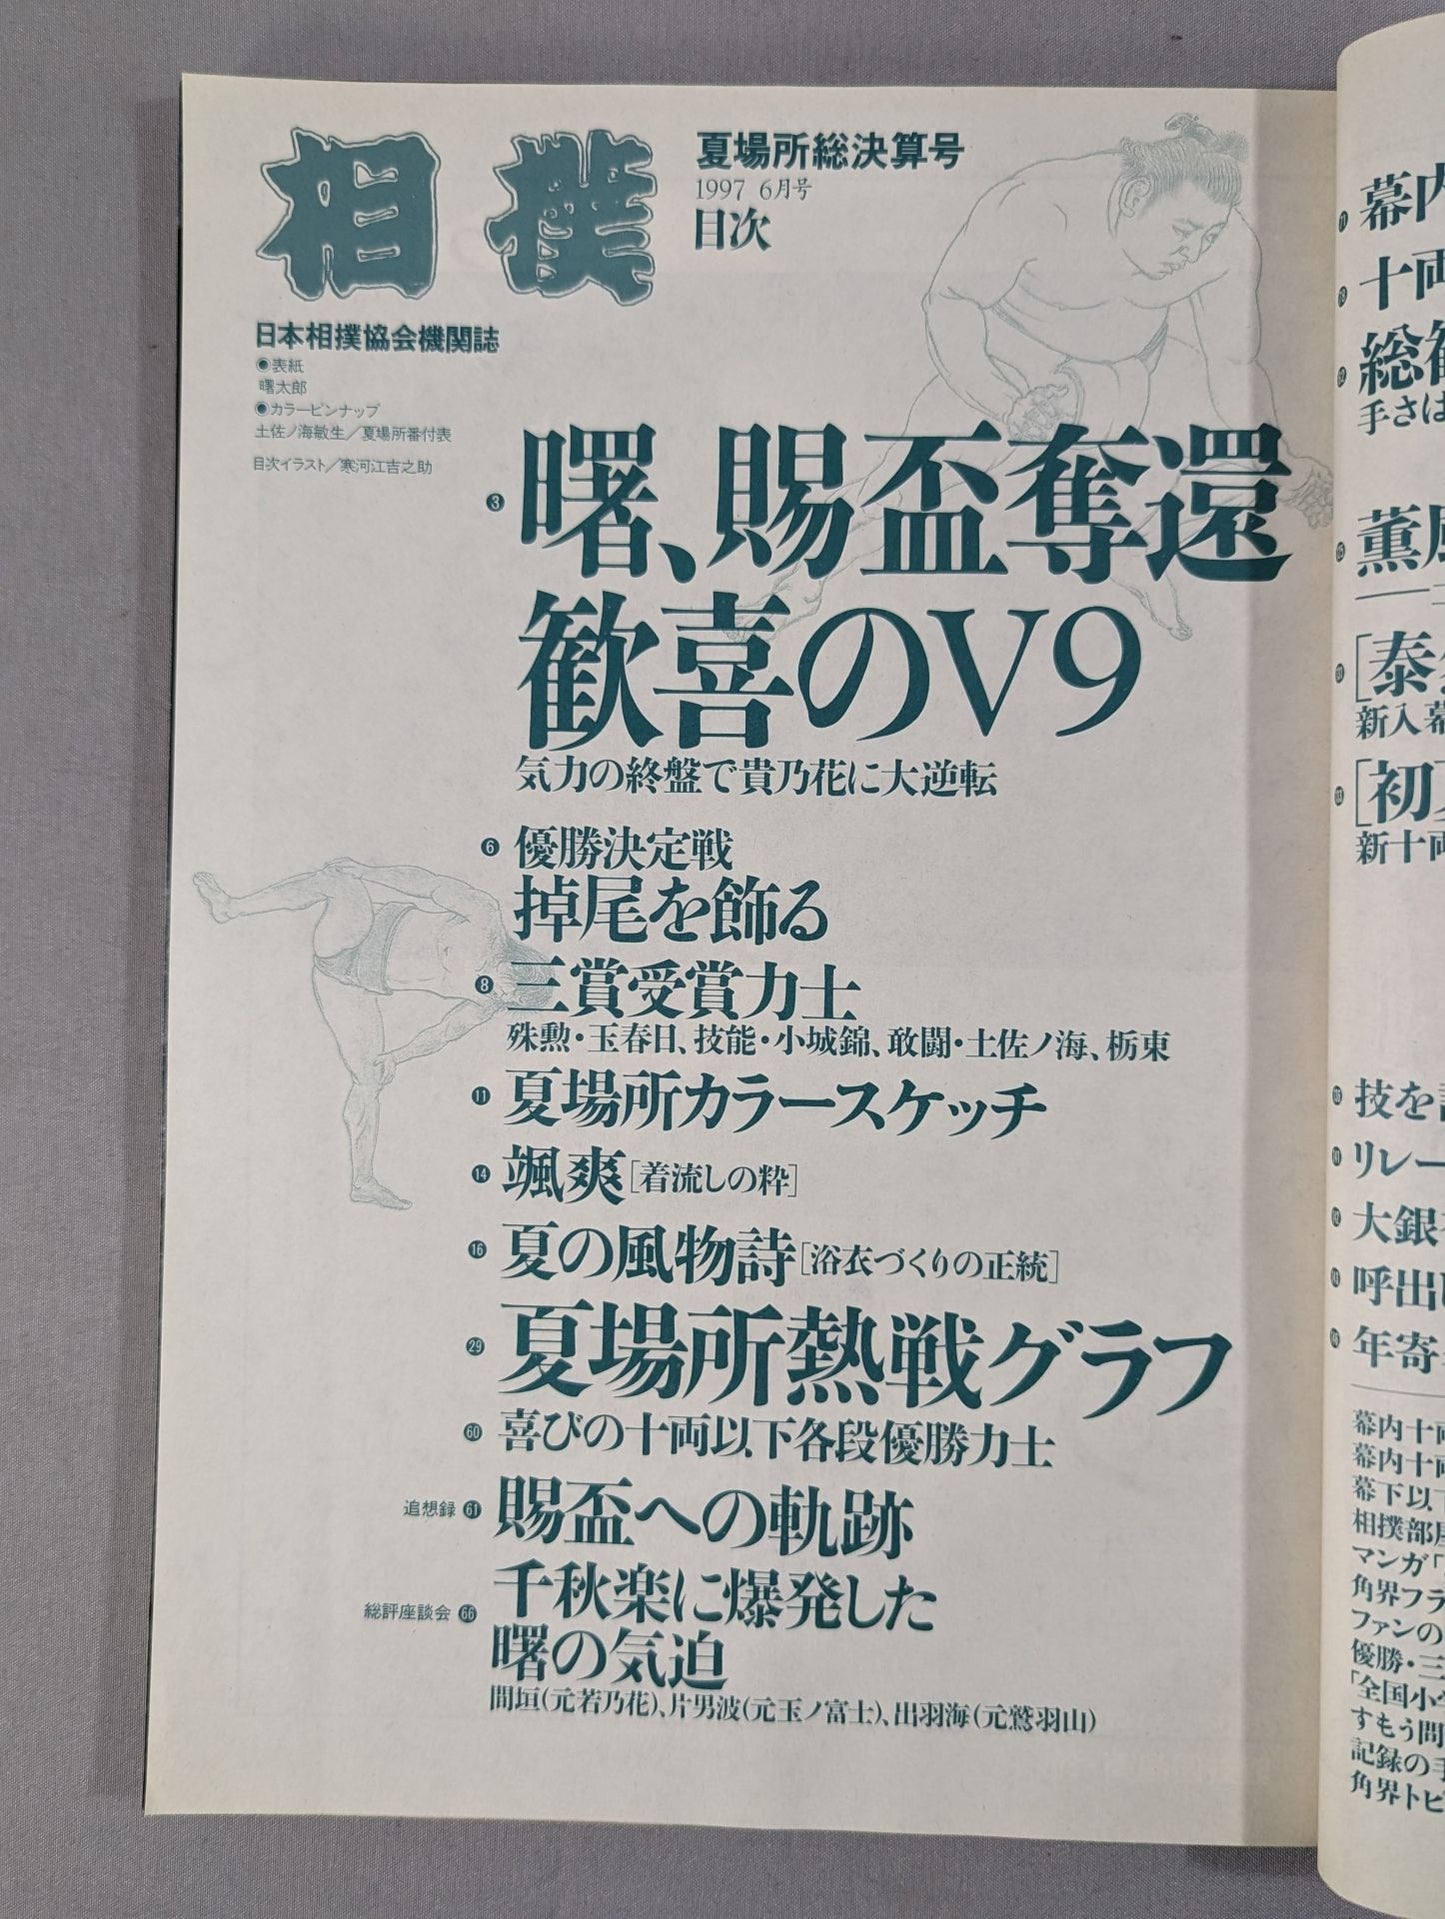 相撲
夏場所総決算号
1997 6月号
目次
日本相撲協会機関誌
◉表紙
曙太郎
◉カラーピンナップ
土佐ノ海敏生／夏場所番付表
目次イラスト／寒河江吉之助
3 曙、賜盃奪還
歓喜のV9
気力の終盤で貴乃花に大逆転
6 優勝決定戦
掉尾を飾る
8 三賞受賞力士
殊勲・玉春日、技能・小城錦、敢闘・土佐ノ海、栃東
11 夏場所カラースケッチ
14 颯爽［着流しの粋］
16 夏の風物詩［浴衣づくりの正統］
29 夏場所熱戦グラフ
60 喜びの十両以下各段優勝力士
追想録 61 賜盃への軌跡
総評座談会 66 千秋楽に爆発した
曙の気迫
間垣（元若乃花）、片男波（元玉ノ富士）、出羽海（元鷲羽山）
幕内
十両
総
手さは
薫
［泰
新入幕
［初
新十両
技を
リレー
大銀
呼出
年寄
幕内十両
幕内十両
幕下以下
相撲部屋
マンガ「
角界フラ
ファンの
優勝・三
「全国小
すもう問
記録の手
角界トピ